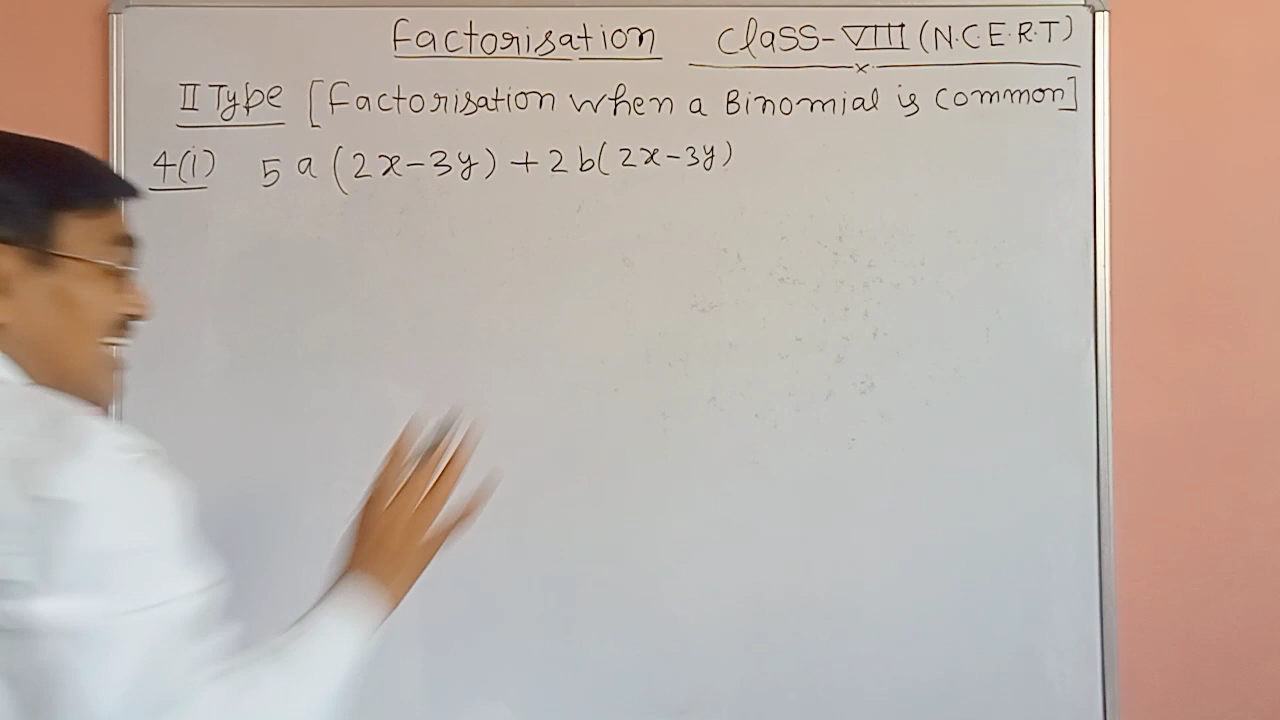 Factorisation Class-VIII (N.C.E.R.T)
x
II Type [Factorisation when a Binomial is common]
4(i) 5a(2x-3y)+2b(2x-3y)